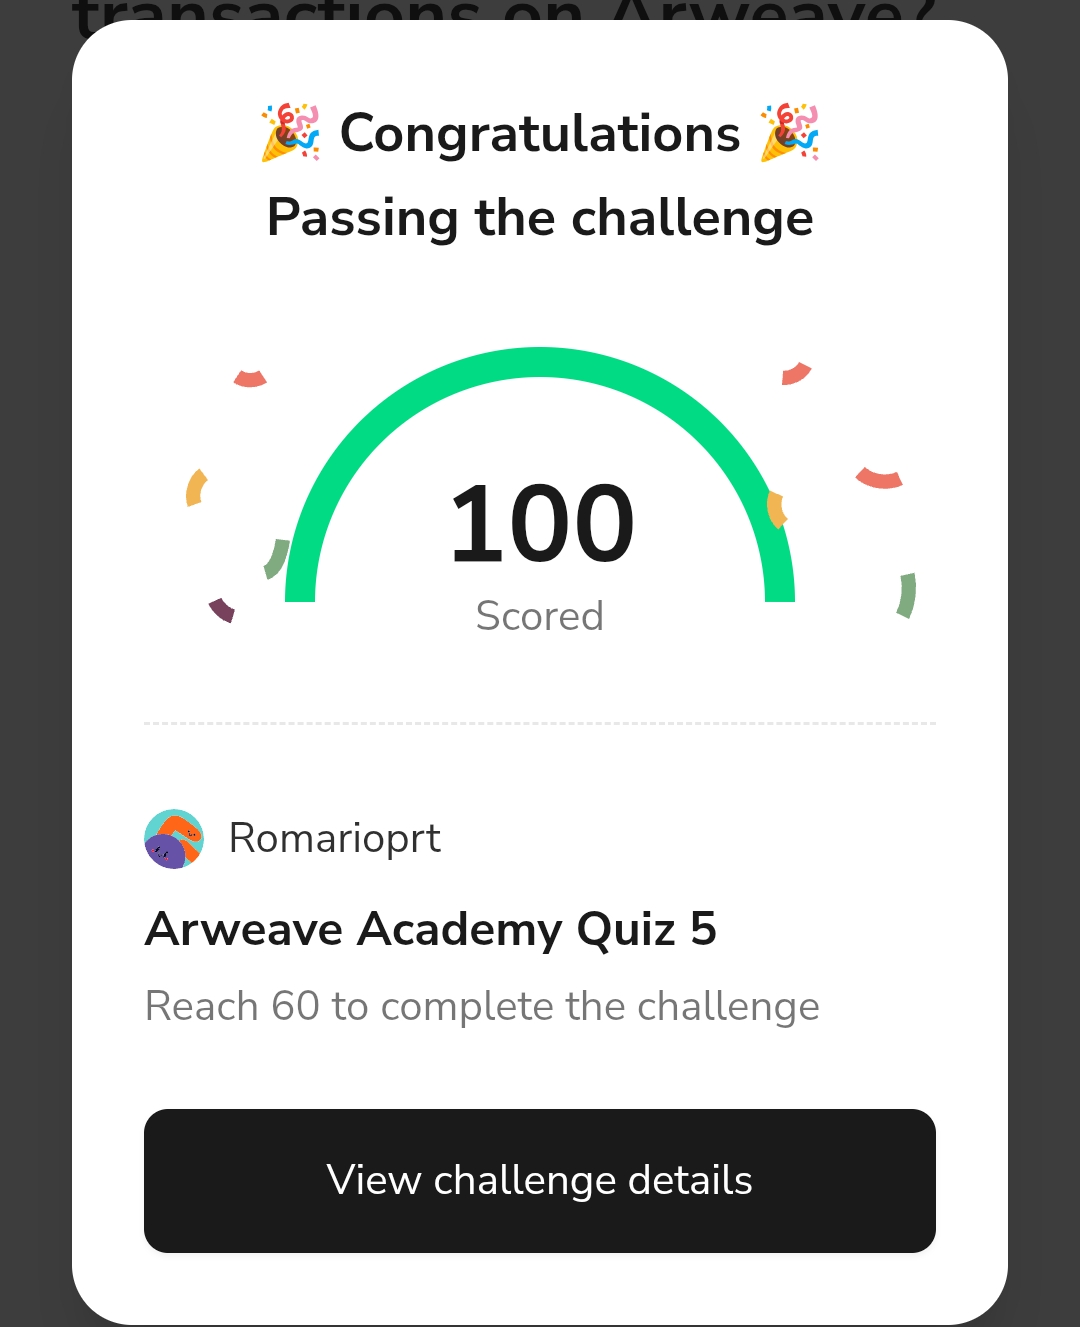 transactions on Arweave?
🎉 Congratulations 🎉
Passing the challenge
100
Scored
Romarioprt
Arweave Academy Quiz 5
Reach 60 to complete the challenge
View challenge details